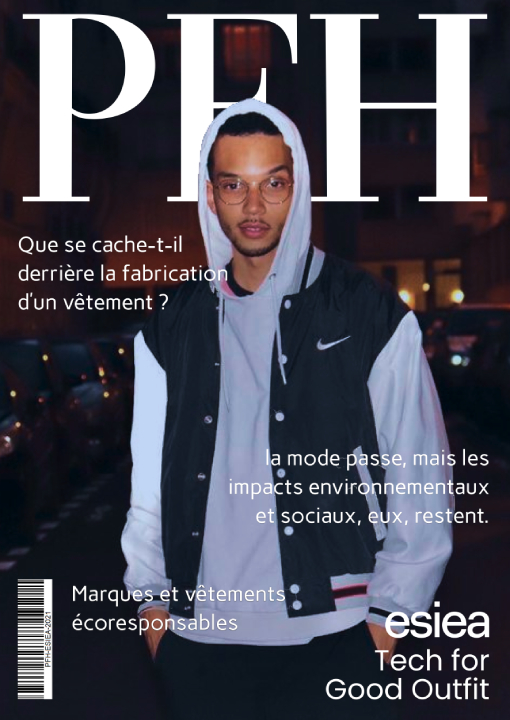 PFH
Que se cache-t-il
derrière la fabrication
d'un vêtement ?
la mode passe, mais les
impacts environnementaux
et sociaux, eux, restent.
Marques et vêtements
écoresponsables
PFH-ESIEA-2021
esiea
Tech for
Good Outfit